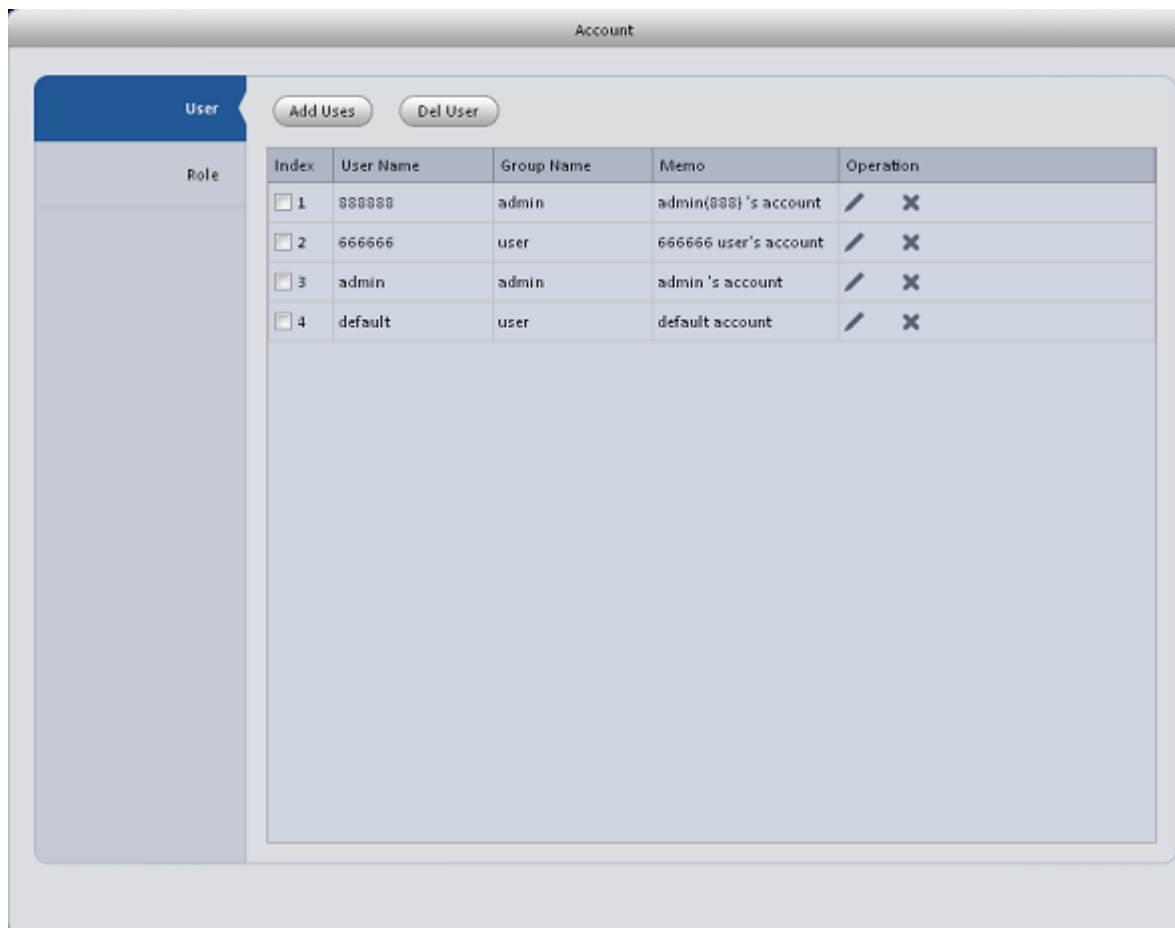 Account
User
Role
Add Uses Del User
Index User Name Group Name Memo Operation
1 888888 admin admin(888) 's account
2 666666 user 666666 user's account
3 admin admin admin 's account
4 default user default account